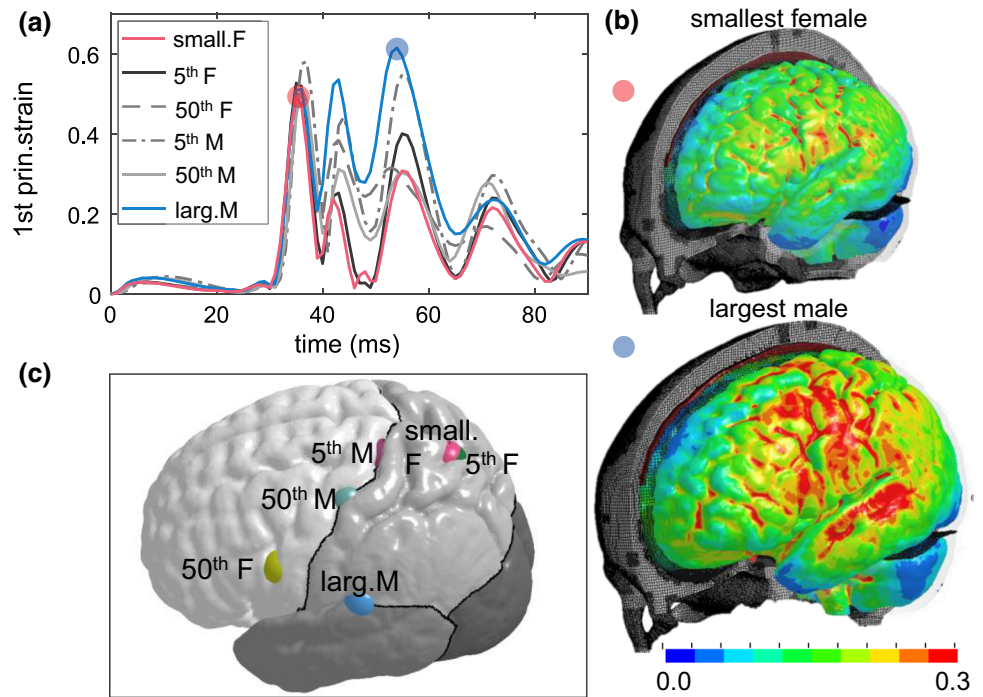 (a)
small.F
5th F
50th F
5th M
50th M
larg.M
1st prin.strain
0.6
0.4
0.2
0
0
20
40
60
80
time (ms)
(b)
smallest female
largest male
0.0
0.3
(c)
5th M
small.
F
5th F
50th M
50th F
larg.M